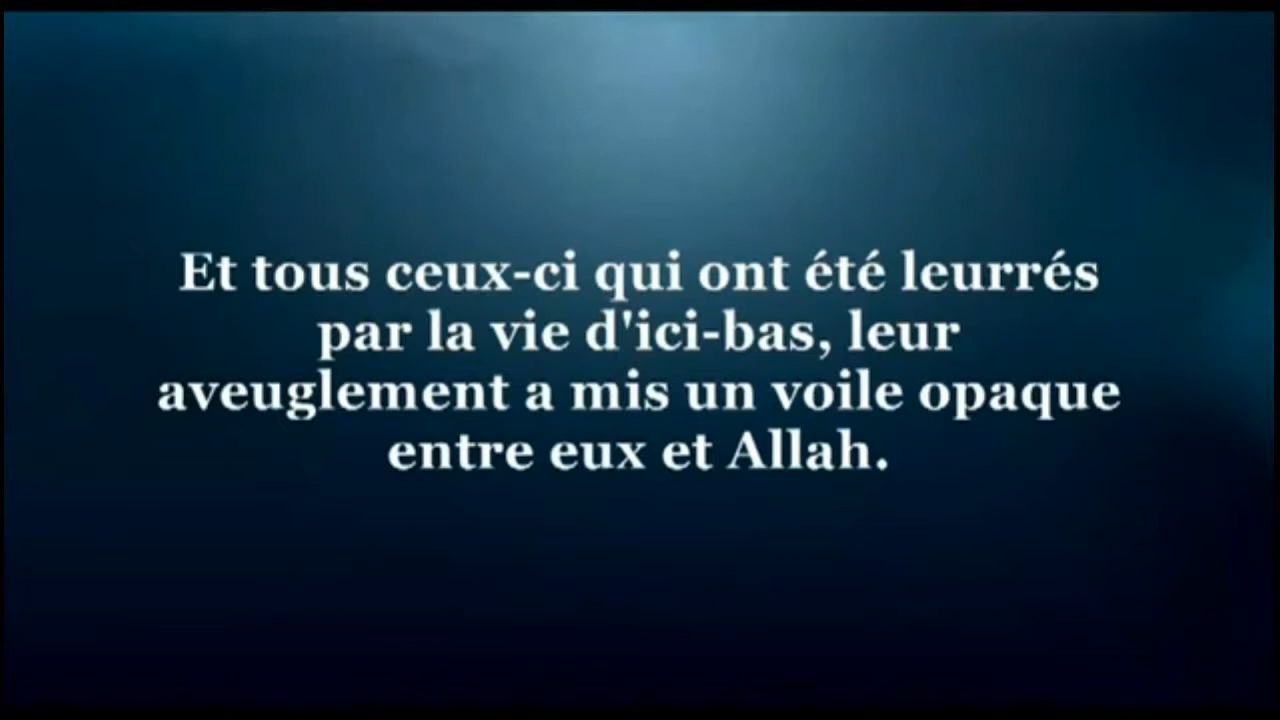 Et tous ceux-ci qui ont été leurrés
par la vie d'ici-bas, leur
aveuglement a mis un voile opaque
entre eux et Allah.